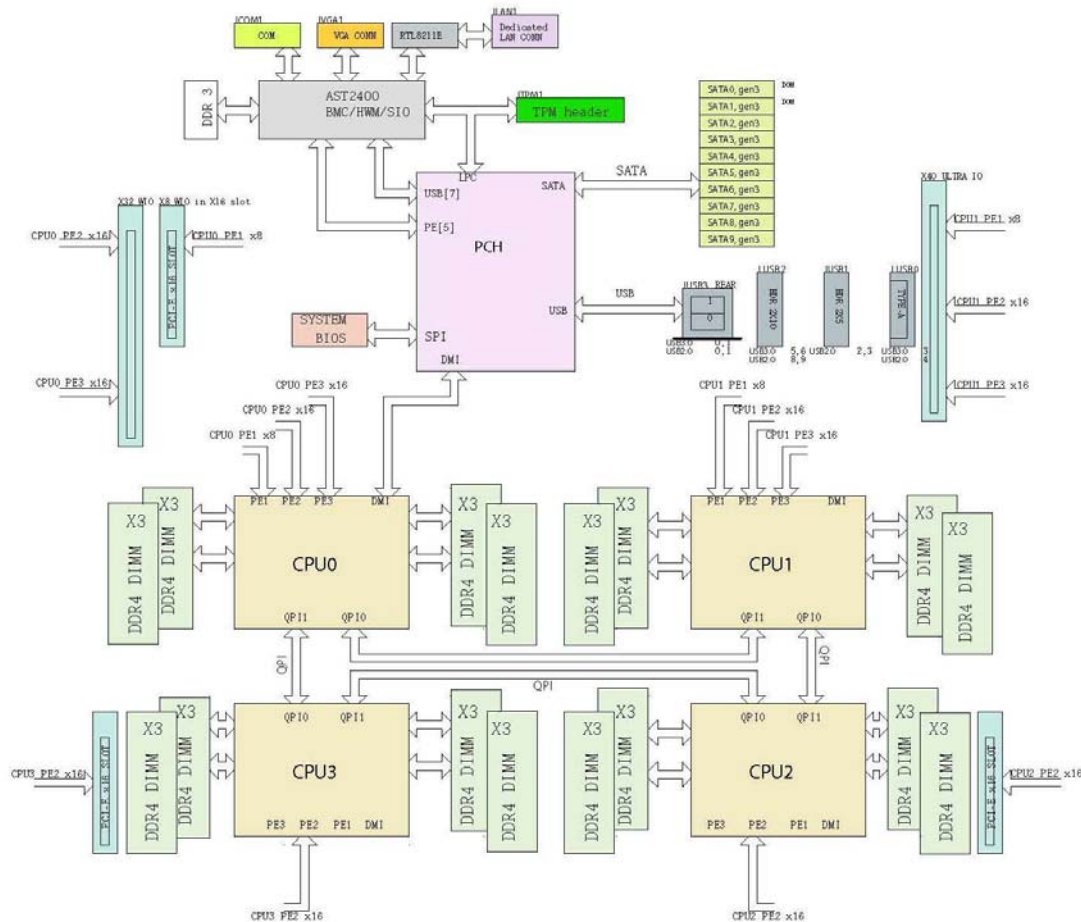 JCOM1
JVGA1
JLAN1
COM
VGA CONN
RTL8211E
Dedicated
LAN CONN
DDR 3
AST2400
BMC/HWM/SIO
JTPM1
TPM header
SATA0, gen3
DOM
SATA1, gen3
DOM
SATA2, gen3
SATA3, gen3
SATA4, gen3
SATA5, gen3
SATA6, gen3
SATA7, gen3
SATA8, gen3
SATA9, gen3
LPC
USB[7]
SATA
SATA
PE[5]
PCH
USB
USB
SPI
DMI
SYSTEM
BIOS
X32 WIO
X8 WIO in X16 slot
CPU0 PE2 x16
CPU0 PE1 x8
PCI-E x16 SLOT
CPU0 PE3 x16
X40 ULTRA IO
CPU1 PE1 x8
CPU1 PE2 x16
CPU1 PE3 x16
JUSB3 REAR
1
0
JUSB2
HDR 2X10
JUSB1
HDR 2X5
JUSB0
TYPE-A
USB3.0 0,1
USB2.0 0,1
USB3.0 5,6
USB2.0 8,9
USB2.0 2,3
USB3.0 3
USB2.0 4
CPU0 PE3 x16
CPU0 PE2 x16
CPU0 PE1 x8
CPU1 PE1 x8
CPU1 PE2 x16
CPU1 PE3 x16
PE1 PE2 PE3 DMI
CPU0
QPI1 QPI0
X3
DDR4 DIMM
X3
DDR4 DIMM
X3
DDR4 DIMM
X3
DDR4 DIMM
PE1 PE2 PE3 DMI
CPU1
QPI1 QPI0
X3
DDR4 DIMM
X3
DDR4 DIMM
X3
DDR4 DIMM
X3
DDR4 DIMM
QPI
QPI
QPI
QPI0 QPI1
CPU3
PE3 PE2 PE1 DMI
X3
DDR4 DIMM
X3
DDR4 DIMM
X3
DDR4 DIMM
X3
DDR4 DIMM
QPI0 QPI1
CPU2
PE3 PE2 PE1 DMI
X3
DDR4 DIMM
X3
DDR4 DIMM
X3
DDR4 DIMM
X3
DDR4 DIMM
CPU3 PE2 x16
PCI-E x16 SLOT
PCI-E x16 SLOT
CPU2 PE2 x16
CPU3 PE2 x16
CPU2 PE2 x16